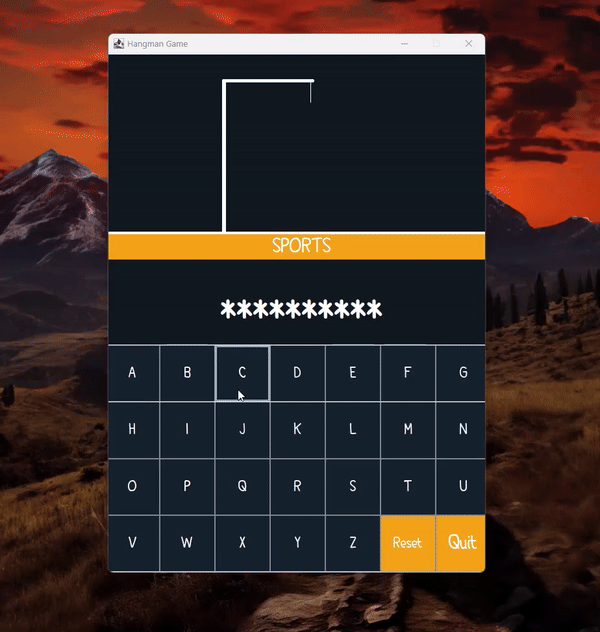 Hangman Game
SPORTS
**********
A B C D E F G
H I J K L M N
O P Q R S T U
V W X Y Z Reset Quit